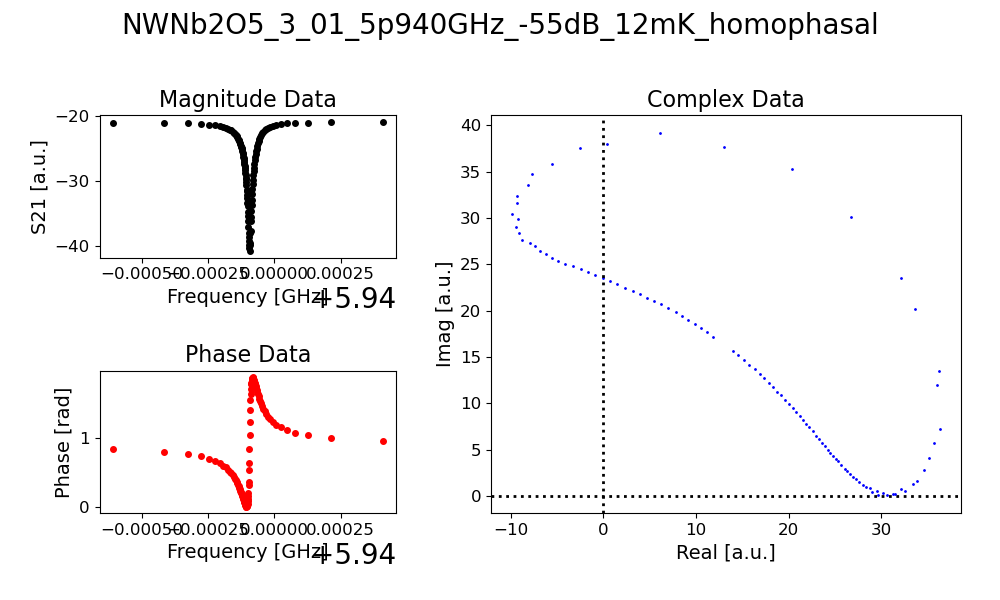 NWNb2O5_3_01_5p940GHz_-55dB_12mK_homophasal
Magnitude Data
−20
−30
−40
S21 [a.u.]
−0.00050 −0.00025 0.00000 0.00025
Frequency [GHz]
+5.94
Phase Data
1
0
Phase [rad]
−0.00050 −0.00025 0.00000 0.00025
Frequency [GHz]
+5.94
Complex Data
40
35
30
25
20
15
10
5
0
Imag [a.u.]
−10 0 10 20 30
Real [a.u.]